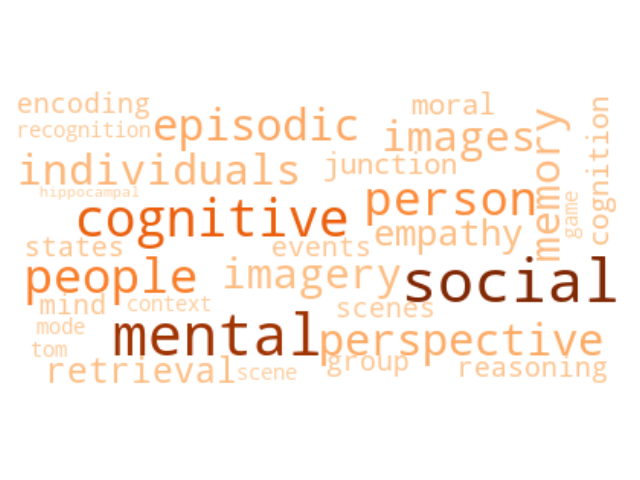 encoding
moral
recognition
episodic
images
memory
cognition
individuals
junction
hippocampal
person
game
cognitive
empathy
states
events
people
imagery
social
mind
context
scenes
mode
mental
perspective
tom
retrieval
scene
group
reasoning